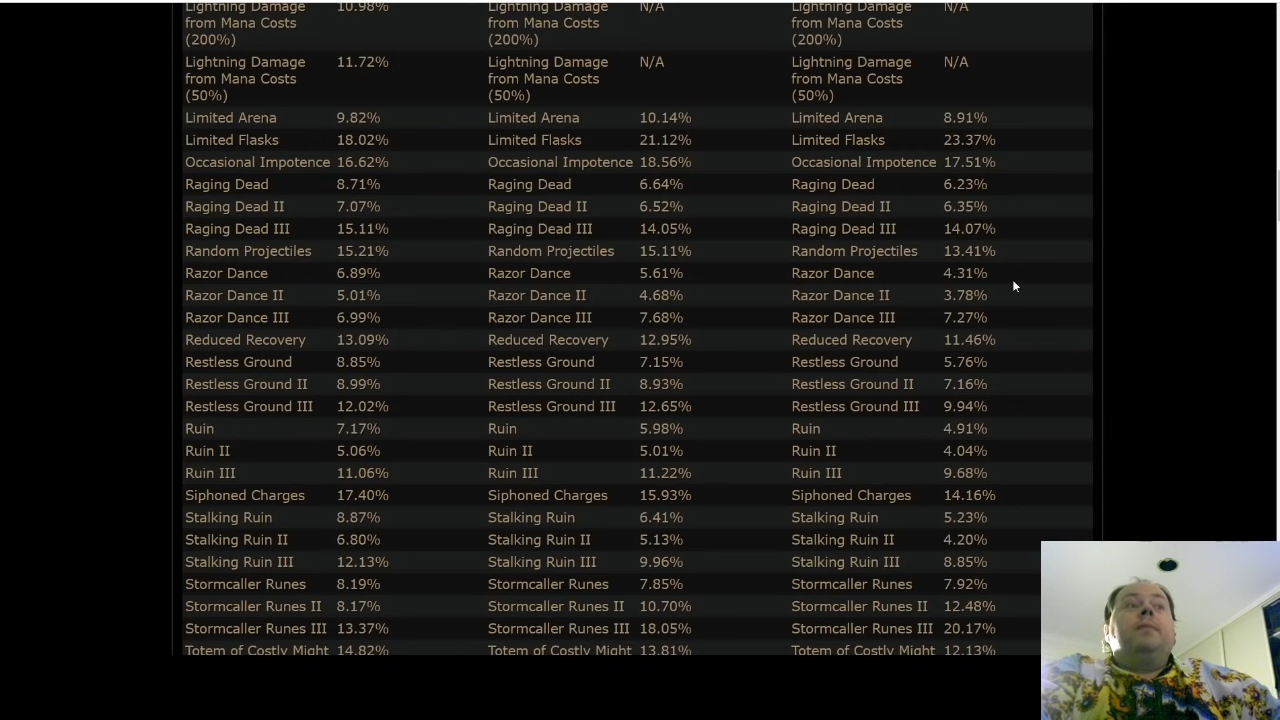 Lightning Damage 10.98% Lightning Damage N/A Lightning Damage N/A
from Mana Costs from Mana Costs from Mana Costs
(200%) (200%) (200%)
Lightning Damage 11.72% Lightning Damage N/A Lightning Damage N/A
from Mana Costs from Mana Costs from Mana Costs
(50%) (50%) (50%)
Limited Arena 9.82% Limited Arena 10.14% Limited Arena 8.91%
Limited Flasks 18.02% Limited Flasks 21.12% Limited Flasks 23.37%
Occasional Impotence 16.62% Occasional Impotence 18.56% Occasional Impotence 17.51%
Raging Dead 8.71% Raging Dead 6.64% Raging Dead 6.23%
Raging Dead II 7.07% Raging Dead II 6.52% Raging Dead II 6.35%
Raging Dead III 15.11% Raging Dead III 14.05% Raging Dead III 14.07%
Random Projectiles 15.21% Random Projectiles 15.11% Random Projectiles 13.41%
Razor Dance 6.89% Razor Dance 5.61% Razor Dance 4.31%
Razor Dance II 5.01% Razor Dance II 4.68% Razor Dance II 3.78%
Razor Dance III 6.99% Razor Dance III 7.68% Razor Dance III 7.27%
Reduced Recovery 13.09% Reduced Recovery 12.95% Reduced Recovery 11.46%
Restless Ground 8.85% Restless Ground 7.15% Restless Ground 5.76%
Restless Ground II 8.99% Restless Ground II 8.93% Restless Ground II 7.16%
Restless Ground III 12.02% Restless Ground III 12.65% Restless Ground III 9.94%
Ruin 7.17% Ruin 5.98% Ruin 4.91%
Ruin II 5.06% Ruin II 5.01% Ruin II 4.04%
Ruin III 11.06% Ruin III 11.22% Ruin III 9.68%
Siphoned Charges 17.40% Siphoned Charges 15.93% Siphoned Charges 14.16%
Stalking Ruin 8.87% Stalking Ruin 6.41% Stalking Ruin 5.23%
Stalking Ruin II 6.80% Stalking Ruin II 5.13% Stalking Ruin II 4.20%
Stalking Ruin III 12.13% Stalking Ruin III 9.96% Stalking Ruin III 8.85%
Stormcaller Runes 8.19% Stormcaller Runes 7.85% Stormcaller Runes 7.92%
Stormcaller Runes II 8.17% Stormcaller Runes II 10.70% Stormcaller Runes II 12.48%
Stormcaller Runes III 13.37% Stormcaller Runes III 18.05% Stormcaller Runes III 20.17%
Totem of Costly Might 14.82% Totem of Costly Might 13.81% Totem of Costly Might 12.13%